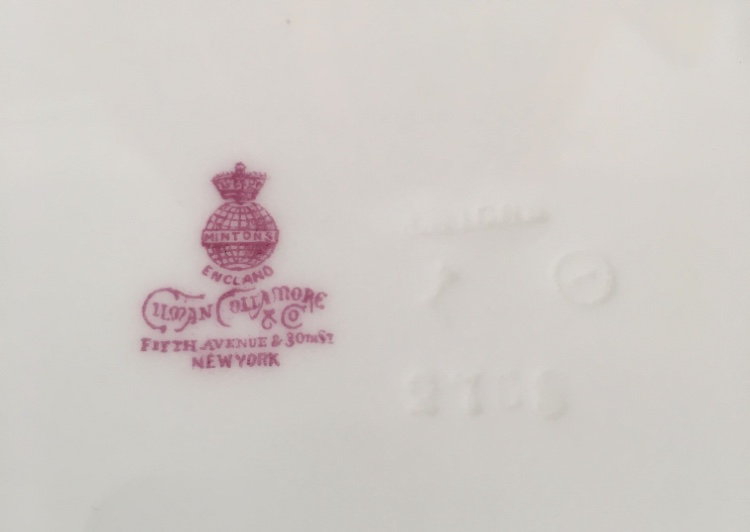 MINTONS
ENGLAND
GILMAN COLLAMORE
& CO
FIFTH AVENUE & 30TH ST
NEW YORK